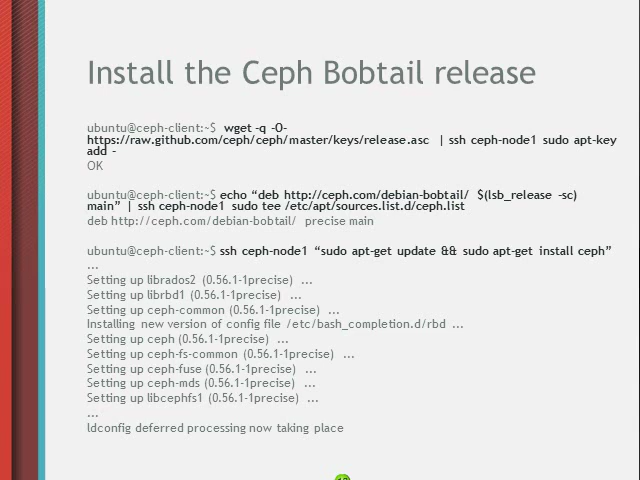 Install the Ceph Bobtail release
ubuntu@ceph-client:~$ wget -q -O-
https://raw.github.com/ceph/ceph/master/keys/release.asc | ssh ceph-node1 sudo apt-key
add -
OK
ubuntu@ceph-client:~$ echo “deb http://ceph.com/debian-bobtail/ $(lsb_release -sc)
main” | ssh ceph-node1 sudo tee /etc/apt/sources.list.d/ceph.list
deb http://ceph.com/debian-bobtail/ precise main
ubuntu@ceph-client:~$ ssh ceph-node1 “sudo apt-get update && sudo apt-get install ceph”
...
Setting up librados2 (0.56.1-1precise) ...
Setting up librbd1 (0.56.1-1precise) ...
Setting up ceph-common (0.56.1-1precise) ...
Installing new version of config file /etc/bash_completion.d/rbd ...
Setting up ceph (0.56.1-1precise) ...
Setting up ceph-fs-common (0.56.1-1precise) ...
Setting up ceph-fuse (0.56.1-1precise) ...
Setting up ceph-mds (0.56.1-1precise) ...
Setting up libcephfs1 (0.56.1-1precise) ...
...
ldconfig deferred processing now taking place